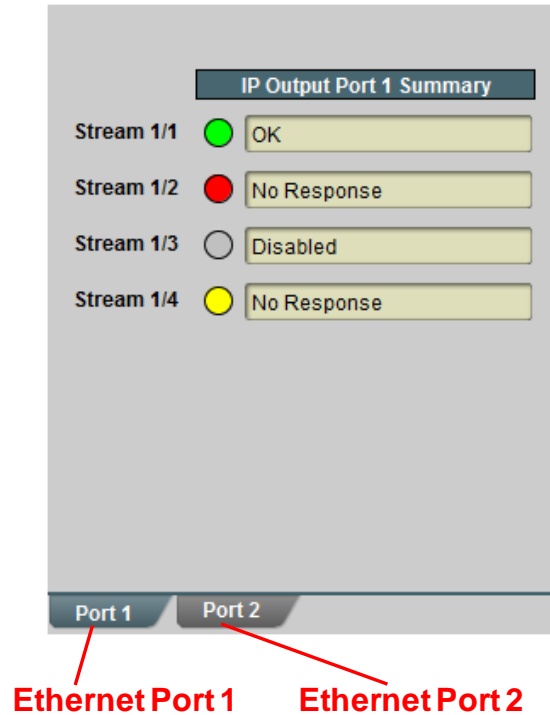 IP Output Port 1 Summary
Stream 1/1 OK
Stream 1/2 No Response
Stream 1/3 Disabled
Stream 1/4 No Response
Port 1 Port 2
Ethernet Port 1 Ethernet Port 2